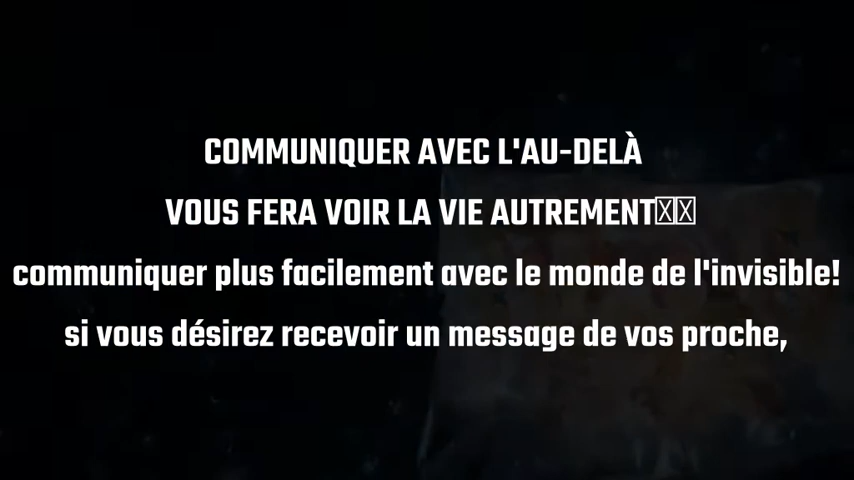 COMMUNIQUER AVEC L'AU-DELÀ
VOUS FERA VOIR LA VIE AUTREMENT
communiquer plus facilement avec le monde de l'invisible!
si vous désirez recevoir un message de vos proche,